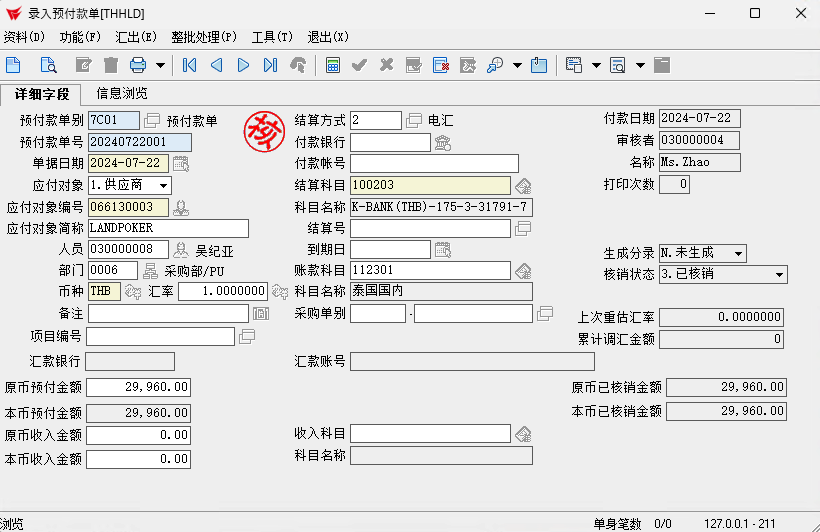 录入预付款单[THHLD]
资料(D) 功能(F) 汇出(E) 整批处理(P) 工具(T) 退出(X)
详细字段 信息浏览
预付款单别 7C01 预付款单 核 结算方式 2 电汇 付款日期 2024-07-22
预付款单号 20240722001 付款银行 审核者 030000004
单据日期 2024-07-22 付款帐号 名称 Ms.Zhao
应付对象 1.供应商 结算科目 100203 打印次数 0
应付对象编号 066130003 科目名称 K-BANK(THB)-175-3-31791-7
应付对象简称 LANDPOKER 结算号
人员 030000008 吴纪亚 到期日 生成分录 N.未生成
部门 0006 采购部/PU 账款科目 112301 核销状态 3.已核销
币种 THB 汇率 1.0000000 科目名称 泰国国内
备注 采购单别 - 上次重估汇率 0.0000000
项目编号 累计调汇金额 0
汇款银行 汇款账号
原币预付金额 29,960.00 原币已核销金额 29,960.00
本币预付金额 29,960.00 本币已核销金额 29,960.00
原币收入金额 0.00 收入科目
本币收入金额 0.00 科目名称
浏览 单身笔数 0/0 127.0.0.1 - 211